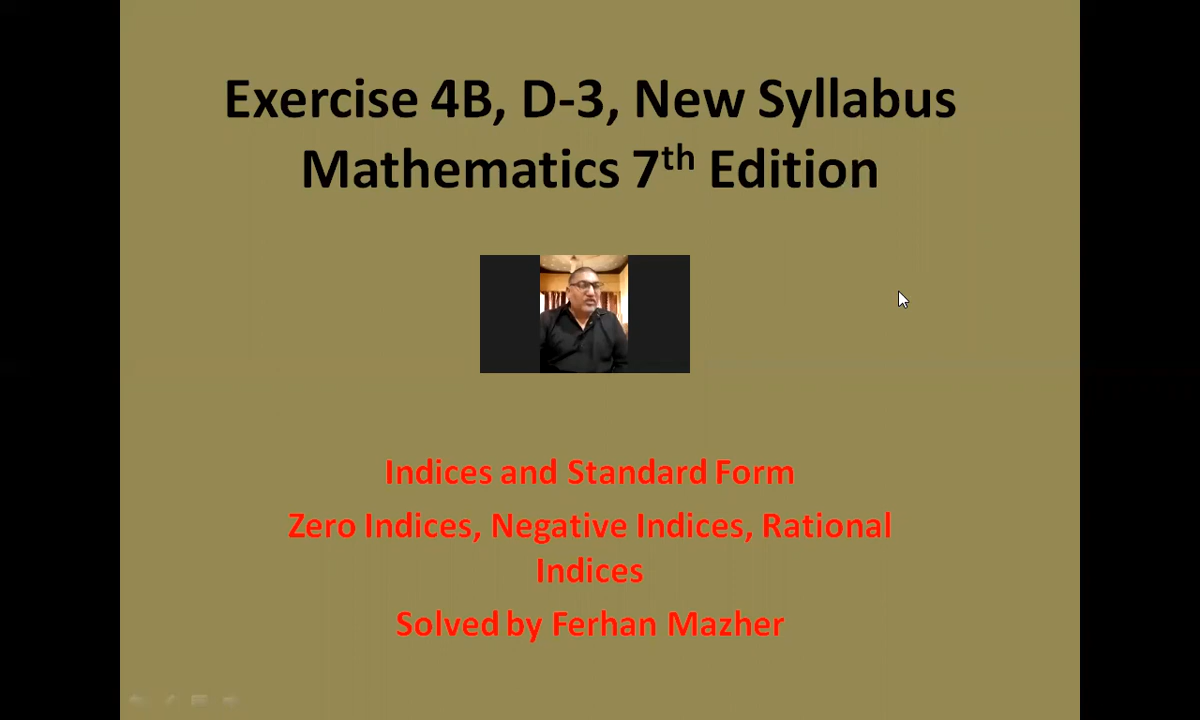 Exercise 4B, D-3, New Syllabus
Mathematics 7th Edition
Indices and Standard Form
Zero Indices, Negative Indices, Rational
Indices
Solved by Ferhan Mazher